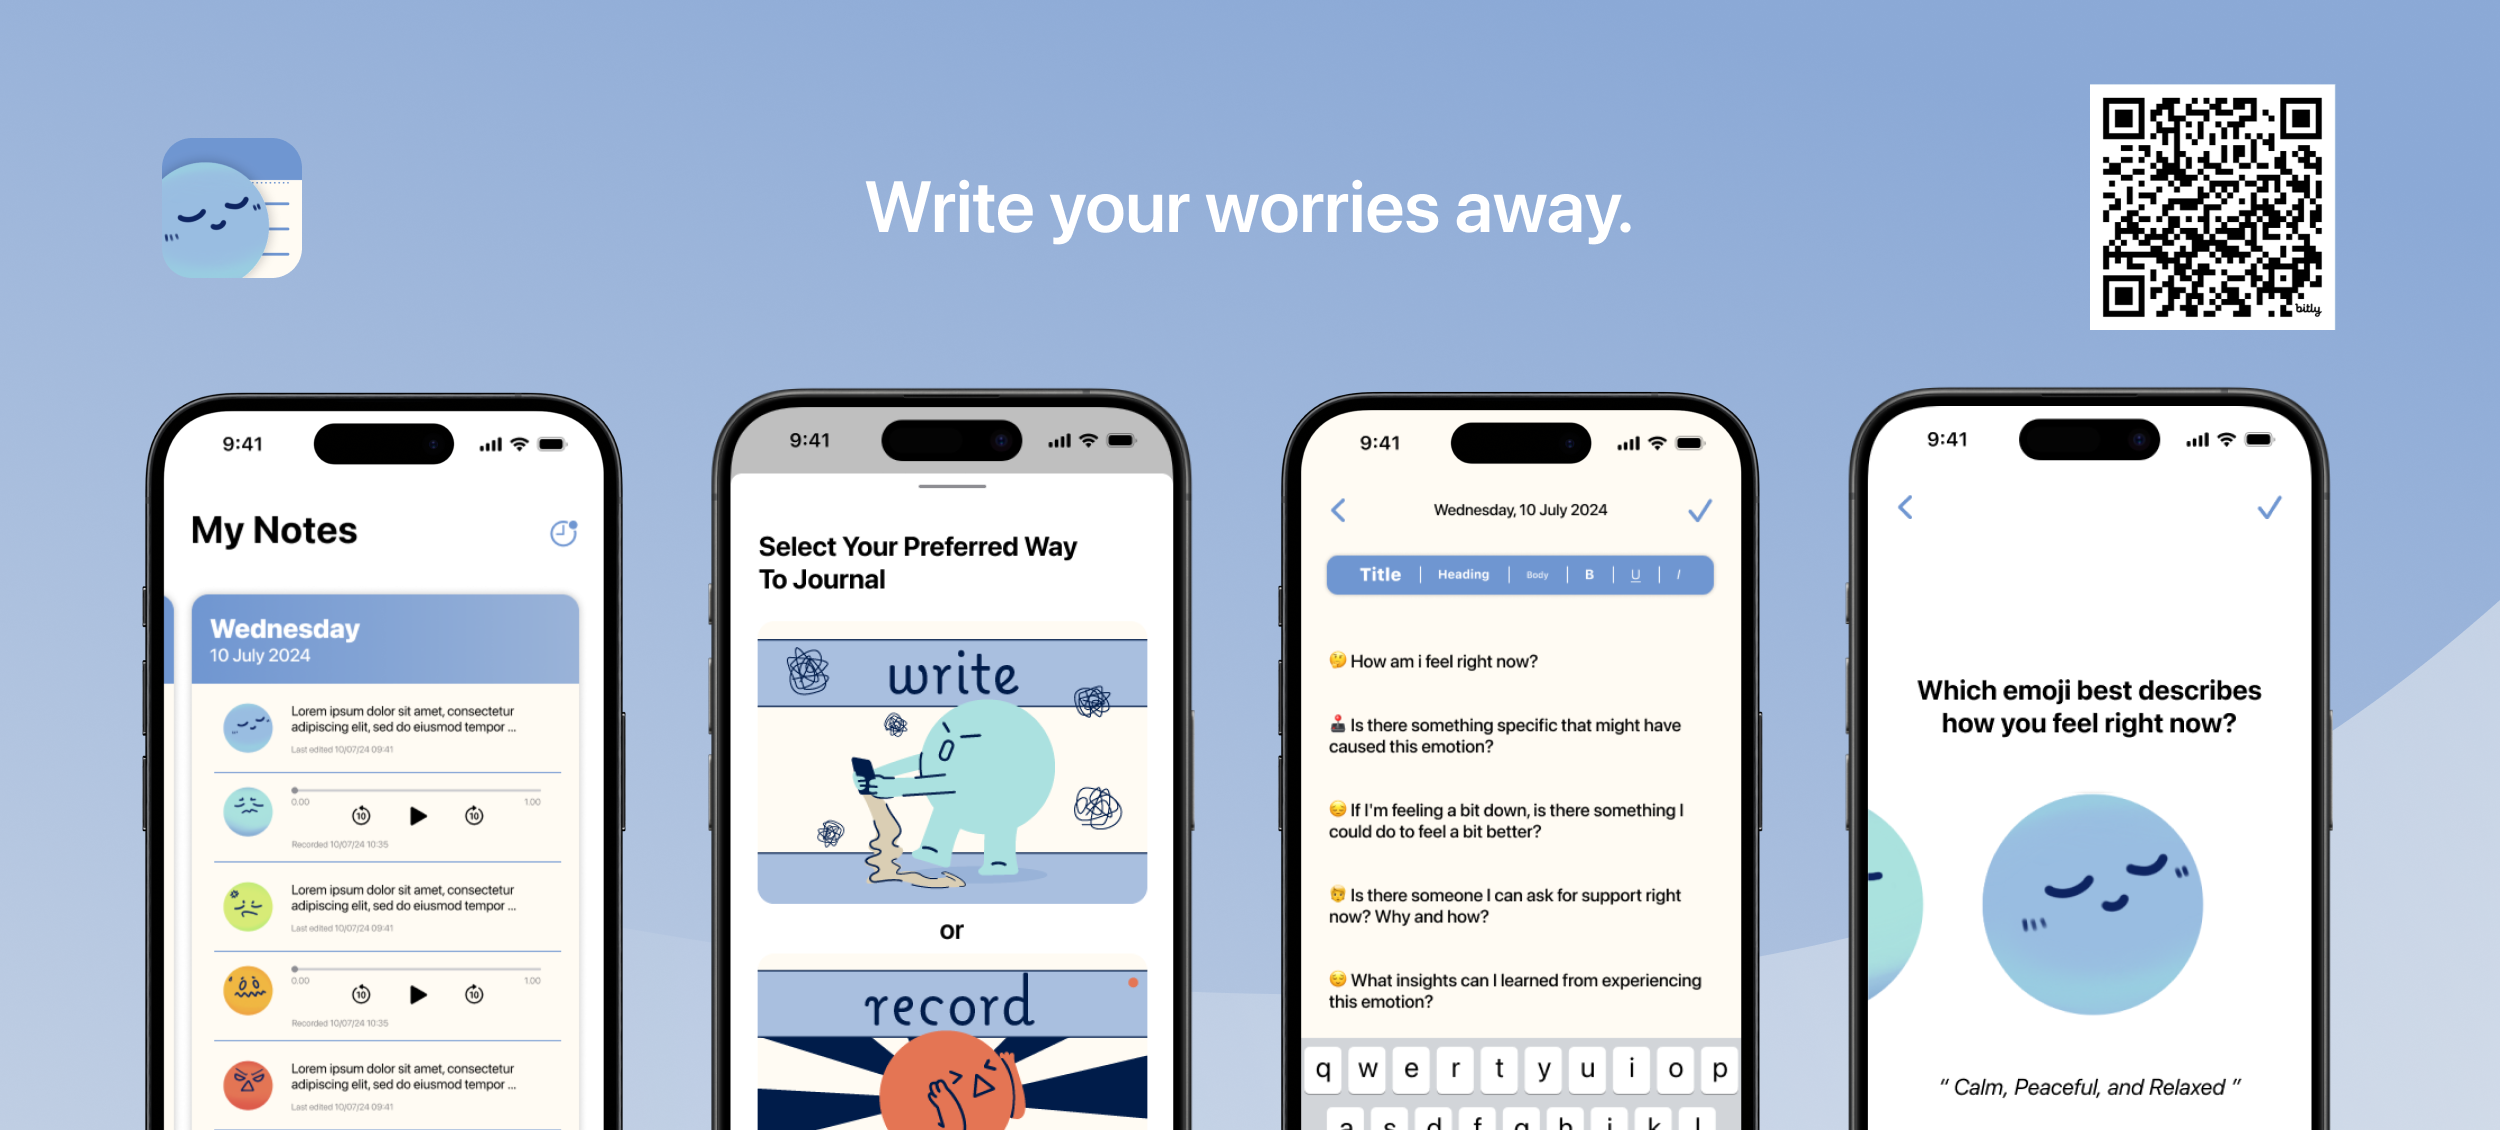 Write your worries away.
bitly
9:41
My Notes
Wednesday
10 July 2024
Lorem ipsum dolor sit amet, consectetur
adipiscing elit, sed do eiusmod tempor ...
Last edited 10/07/24 09:41
0.00
1.00
10
10
Recorded 10/07/24 10:35
Lorem ipsum dolor sit amet, consectetur
adipiscing elit, sed do eiusmod tempor ...
Last edited 10/07/24 09:41
0.00
1.00
10
10
Recorded 10/07/24 10:35
Lorem ipsum dolor sit amet, consectetur
adipiscing elit, sed do eiusmod tempor ...
Last edited 10/07/24 09:41
9:41
Select Your Preferred Way
To Journal
write
or
record
9:41
Wednesday, 10 July 2024
Title | Heading | Body | B | U | I
🤔 How am i feel right now?
🕹️ Is there something specific that might have
caused this emotion?
😔 If I'm feeling a bit down, is there something I
could do to feel a bit better?
Is there someone I can ask for support right
now? Why and how?
😌 What insights can I learned from experiencing
this emotion?
q w e r t y u i o p
a s d f g h j k l
9:41
Which emoji best describes
how you feel right now?
" Calm, Peaceful, and Relaxed "